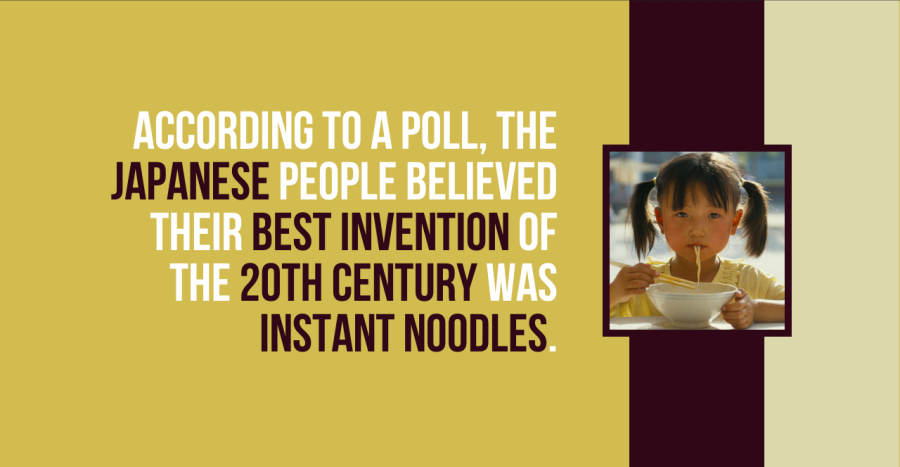 ACCORDING TO A POLL, THE
JAPANESE PEOPLE BELIEVED
THEIR BEST INVENTION OF
THE 20TH CENTURY WAS
INSTANT NOODLES.